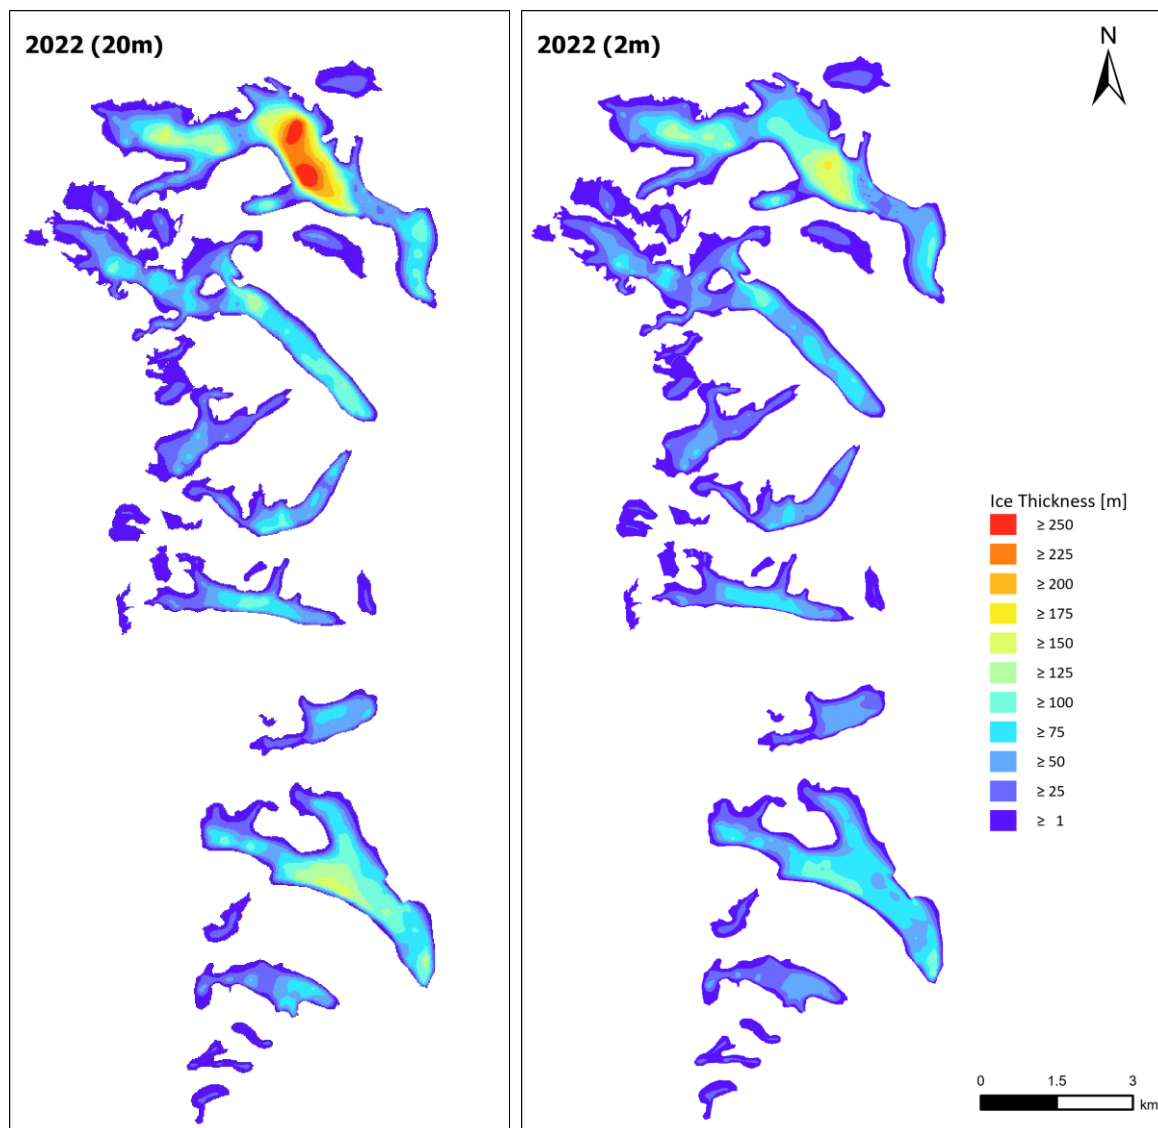 2022 (20m)
2022 (2m)
N
Ice Thickness [m]
≥ 250
≥ 225
≥ 200
≥ 175
≥ 150
≥ 125
≥ 100
≥ 75
≥ 50
≥ 25
≥ 1
0 1.5 3
km